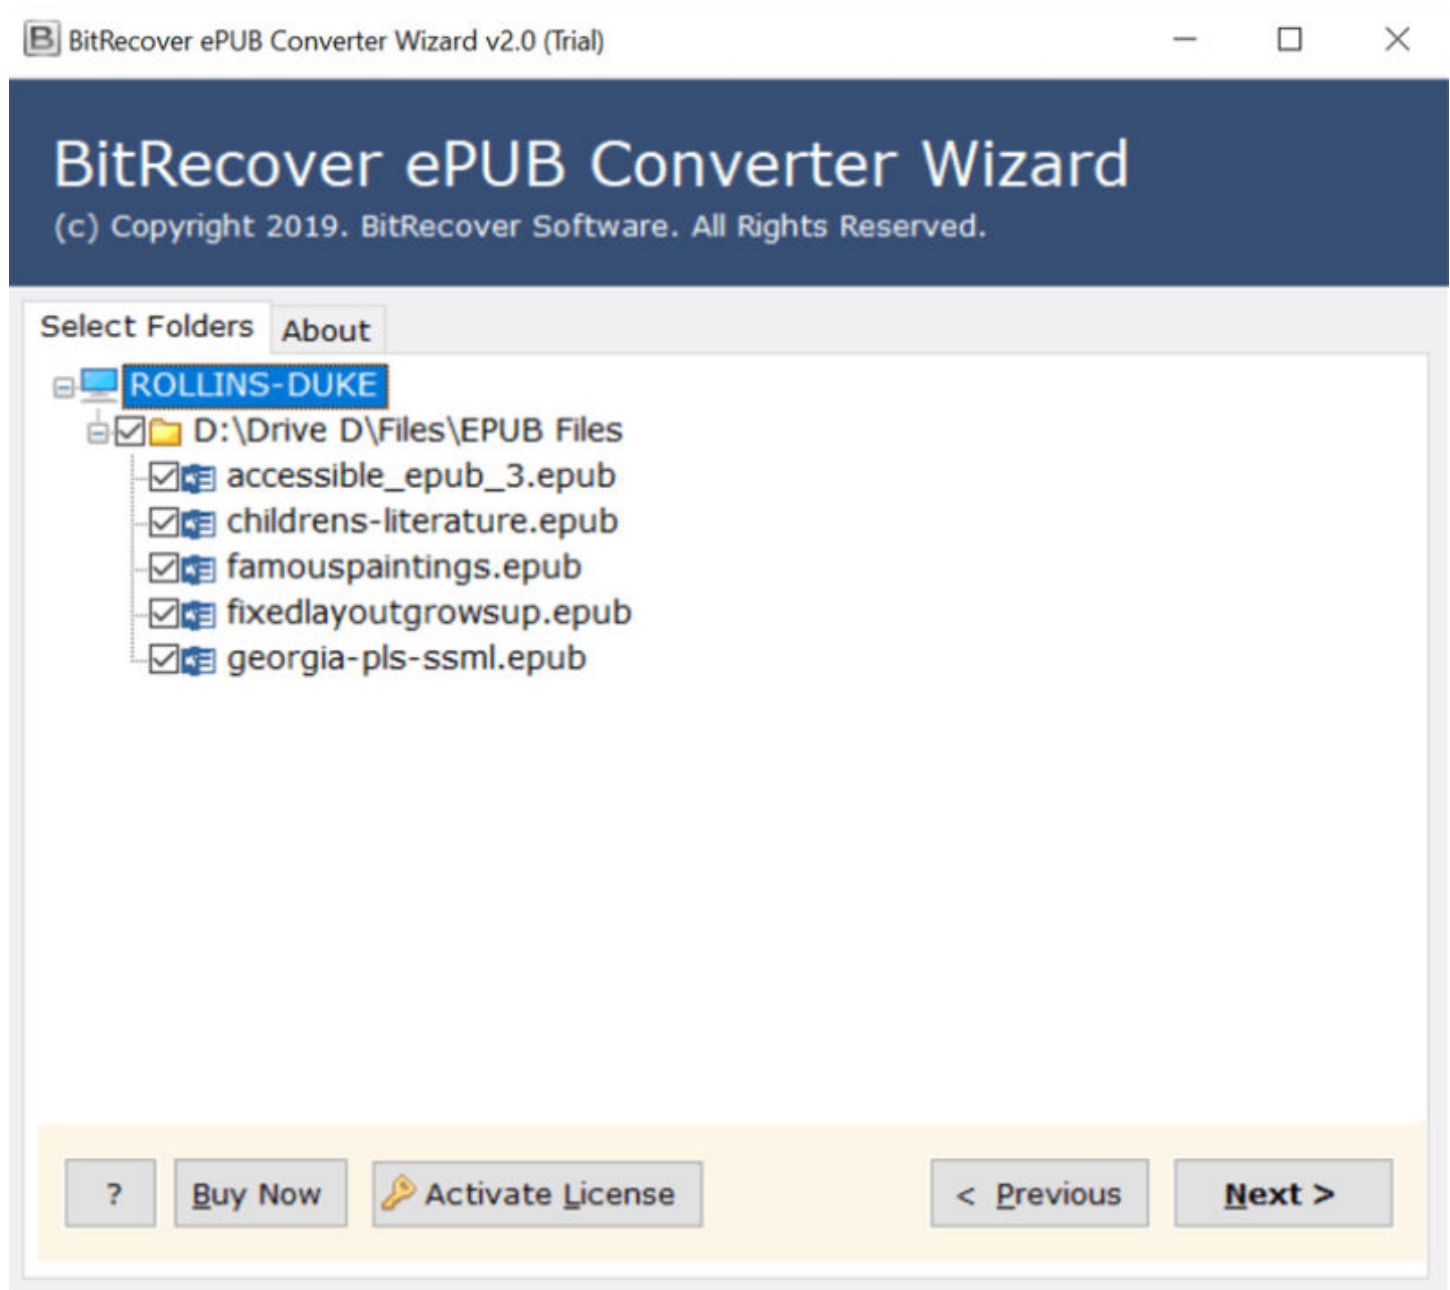 BitRecover ePUB Converter Wizard v2.0 (Trial)
BitRecover ePUB Converter Wizard
(c) Copyright 2019. BitRecover Software. All Rights Reserved.
Select Folders About
ROLLINS-DUKE
D:\Drive D\Files\EPUB Files
accessible_epub_3.epub
childrens-literature.epub
famouspaintings.epub
fixedlayoutgrowsup.epub
georgia-pls-ssml.epub
? Buy Now Activate License < Previous Next >